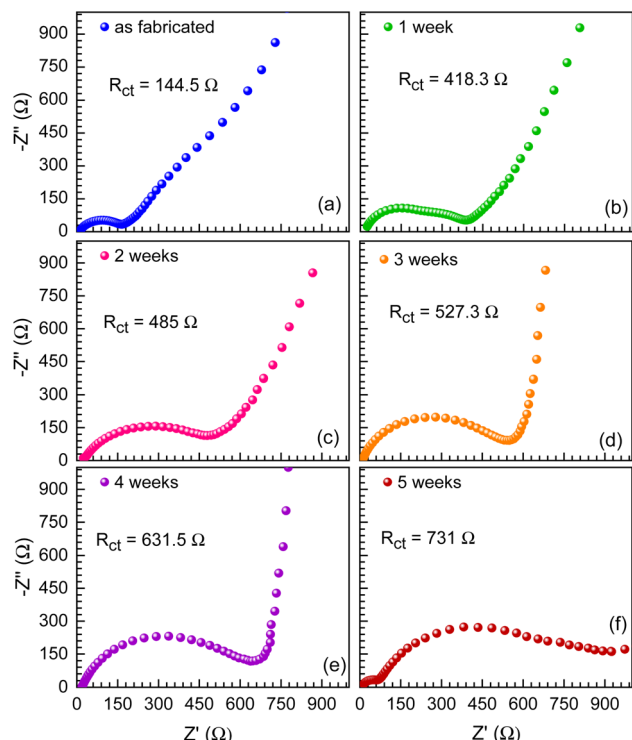 as fabricated
R_ct = 144.5 Ω
(a)
1 week
R_ct = 418.3 Ω
(b)
900
750
600
450
300
150
0
-Z'' (Ω)
2 weeks
R_ct = 485 Ω
(c)
3 weeks
R_ct = 527.3 Ω
(d)
900
750
600
450
300
150
0
-Z'' (Ω)
4 weeks
R_ct = 631.5 Ω
(e)
5 weeks
R_ct = 731 Ω
(f)
900
750
600
450
300
150
0
-Z'' (Ω)
0 150 300 450 600 750 900
0 150 300 450 600 750 900
Z' (Ω)
Z' (Ω)